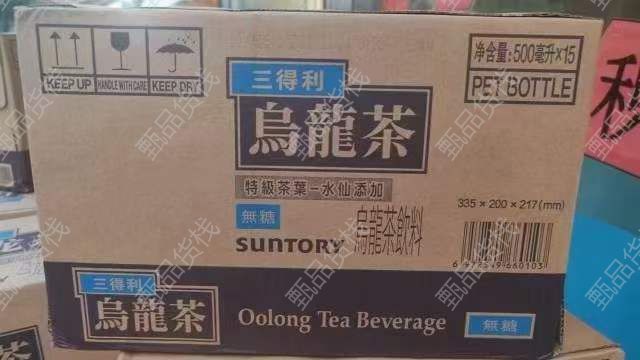 KEEP UP
HANDLE WITH CARE
KEEP DRY
净含量:500毫升×15
PET BOTTLE
三得利
烏龍茶
特級茶葉－水仙添加
無糖
SUNTORY 烏龍茶飲料
335×200×217(mm)
三得利
烏龍茶
Oolong Tea Beverage
無糖
甄品货栈